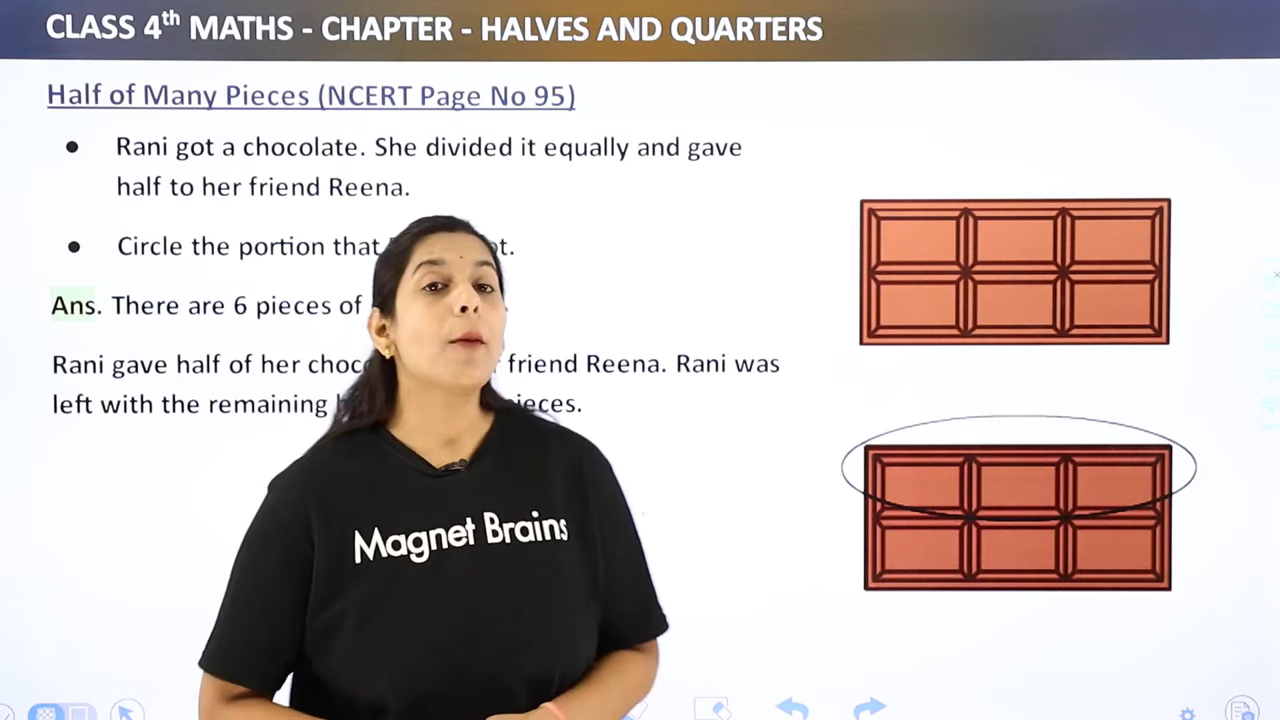 CLASS 4th MATHS - CHAPTER - HALVES AND QUARTERS
Half of Many Pieces (NCERT Page No 95)
● Rani got a chocolate. She divided it equally and gave
half to her friend Reena.
● Circle the portion that
Ans. There are 6 pieces of
Rani gave half of her friend Reena. Rani was
left with the remaining
Magnet Brains